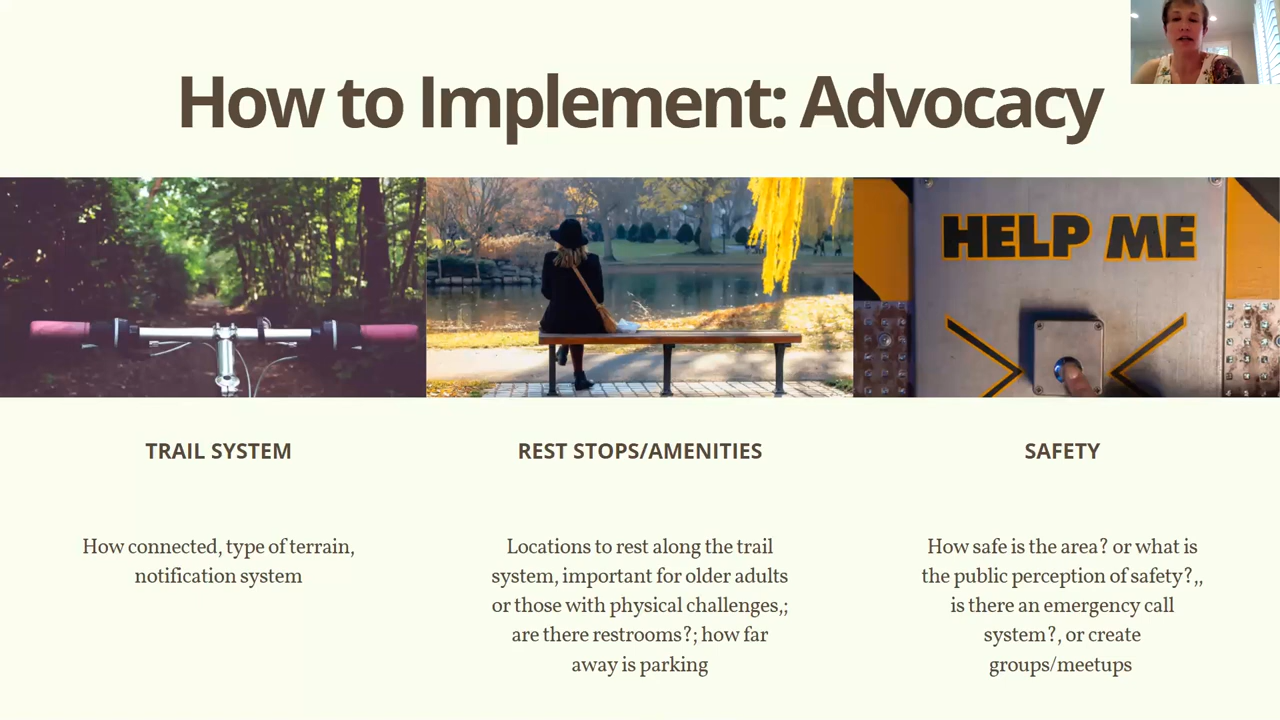 How to Implement: Advocacy
HELP ME
TRAIL SYSTEM
How connected, type of terrain,
notification system
REST STOPS/AMENITIES
Locations to rest along the trail
system, important for older adults
or those with physical challenges,;
are there restrooms?; how far
away is parking
SAFETY
How safe is the area? or what is
the public perception of safety?,,
is there an emergency call
system?, or create
groups/meetups